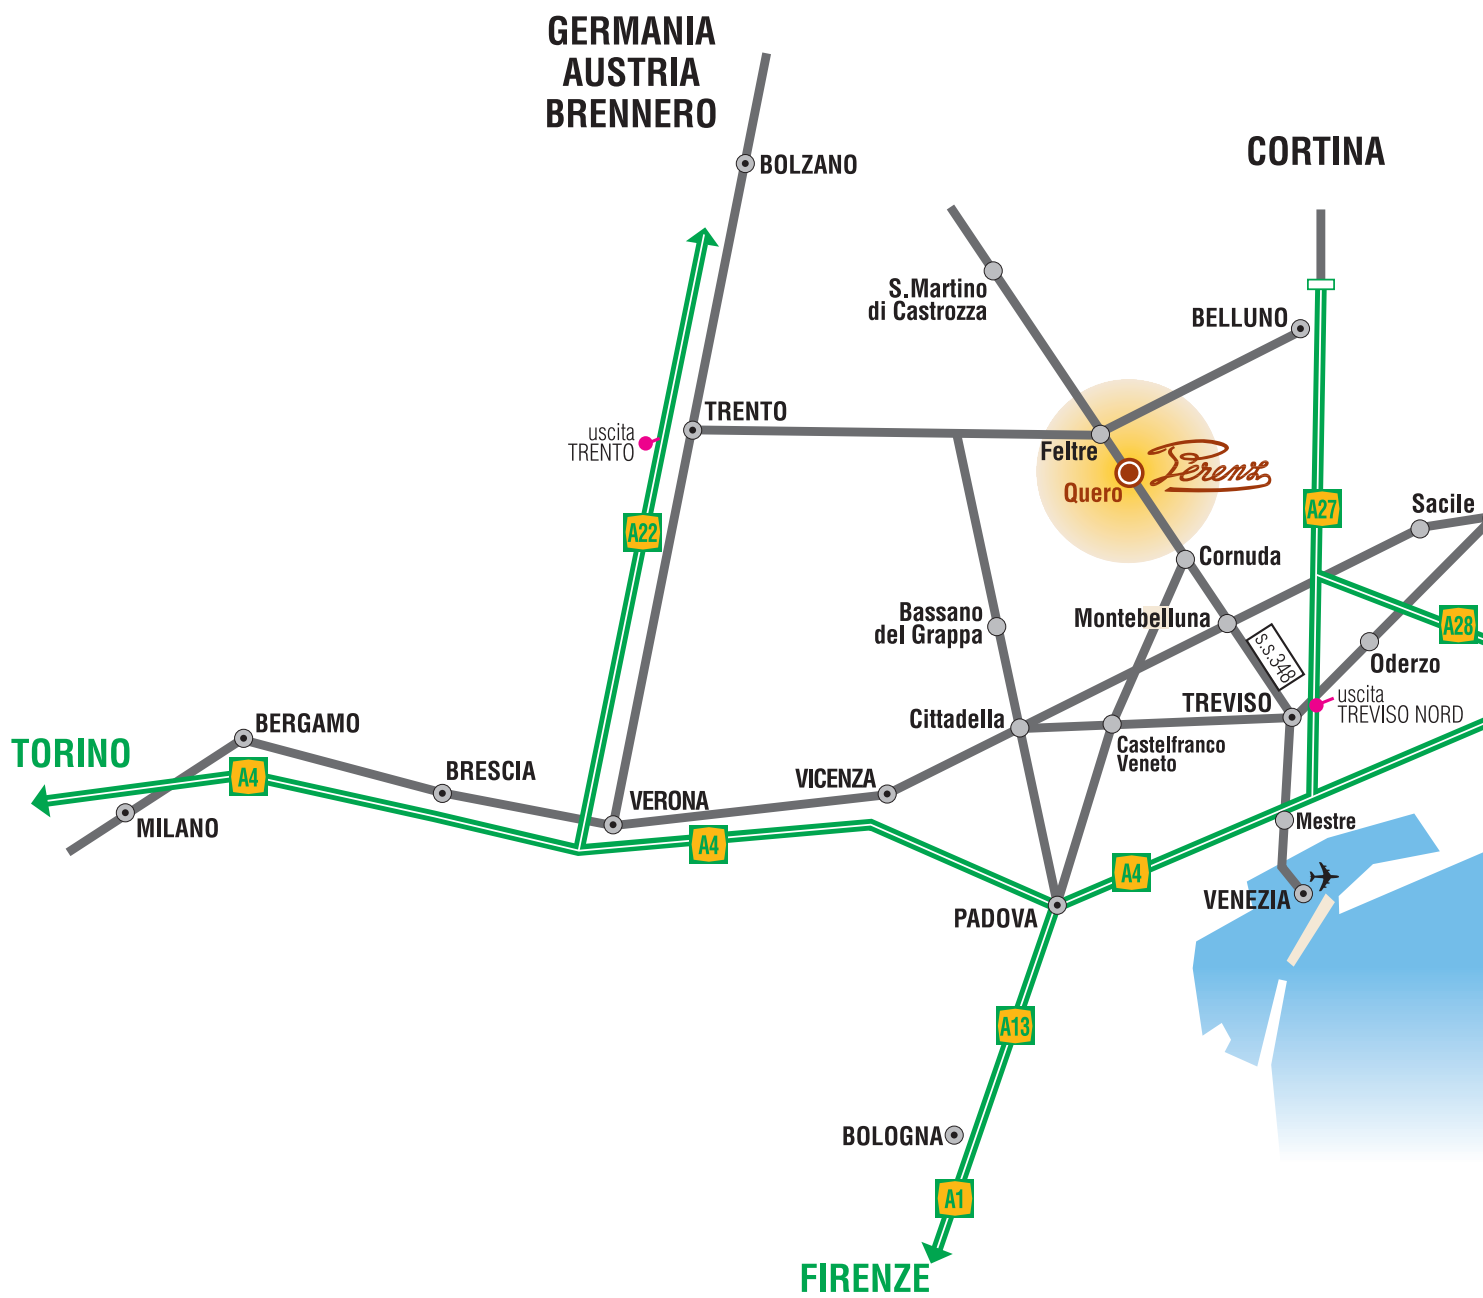 GERMANIA
AUSTRIA
BRENNERO
BOLZANO
CORTINA
S.Martino
di Castrozza
BELLUNO
TRENTO
uscita
TRENTO
Feltre
Perenz
Quero
A22
A27
Sacile
Cornuda
Bassano
del Grappa
Montebelluna
A28
s.s.348
Oderzo
uscita
TREVISO NORD
TREVISO
Cittadella
Castelfranco
Veneto
BERGAMO
TORINO
A4
BRESCIA
VICENZA
MILANO
VERONA
A4
Mestre
A4
VENEZIA
PADOVA
A13
BOLOGNA
A1
FIRENZE